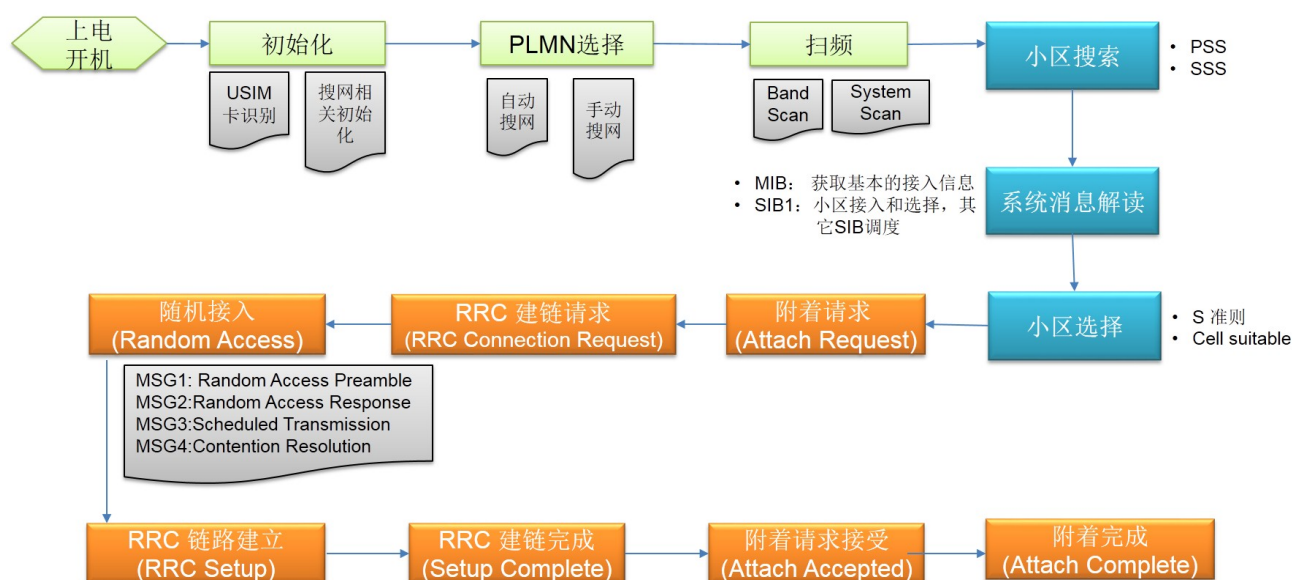 上电
开机
初始化
PLMN选择
扫频
小区搜索
• PSS
• SSS
USIM
卡识别
搜网相
关初始
化
自动
搜网
手动
搜网
Band
Scan
System
Scan
• MIB： 获取基本的接入信息
• SIB1：小区接入和选择，其
它SIB调度
系统消息解读
随机接入
(Random Access)
RRC 建链请求
(RRC Connection Request)
附着请求
(Attach Request)
小区选择
• S 准则
• Cell suitable
MSG1: Random Access Preamble
MSG2:Random Access Response
MSG3:Scheduled Transmission
MSG4:Contention Resolution
RRC 链路建立
(RRC Setup)
RRC 建链完成
(Setup Complete)
附着请求接受
(Attach Accepted)
附着完成
(Attach Complete)